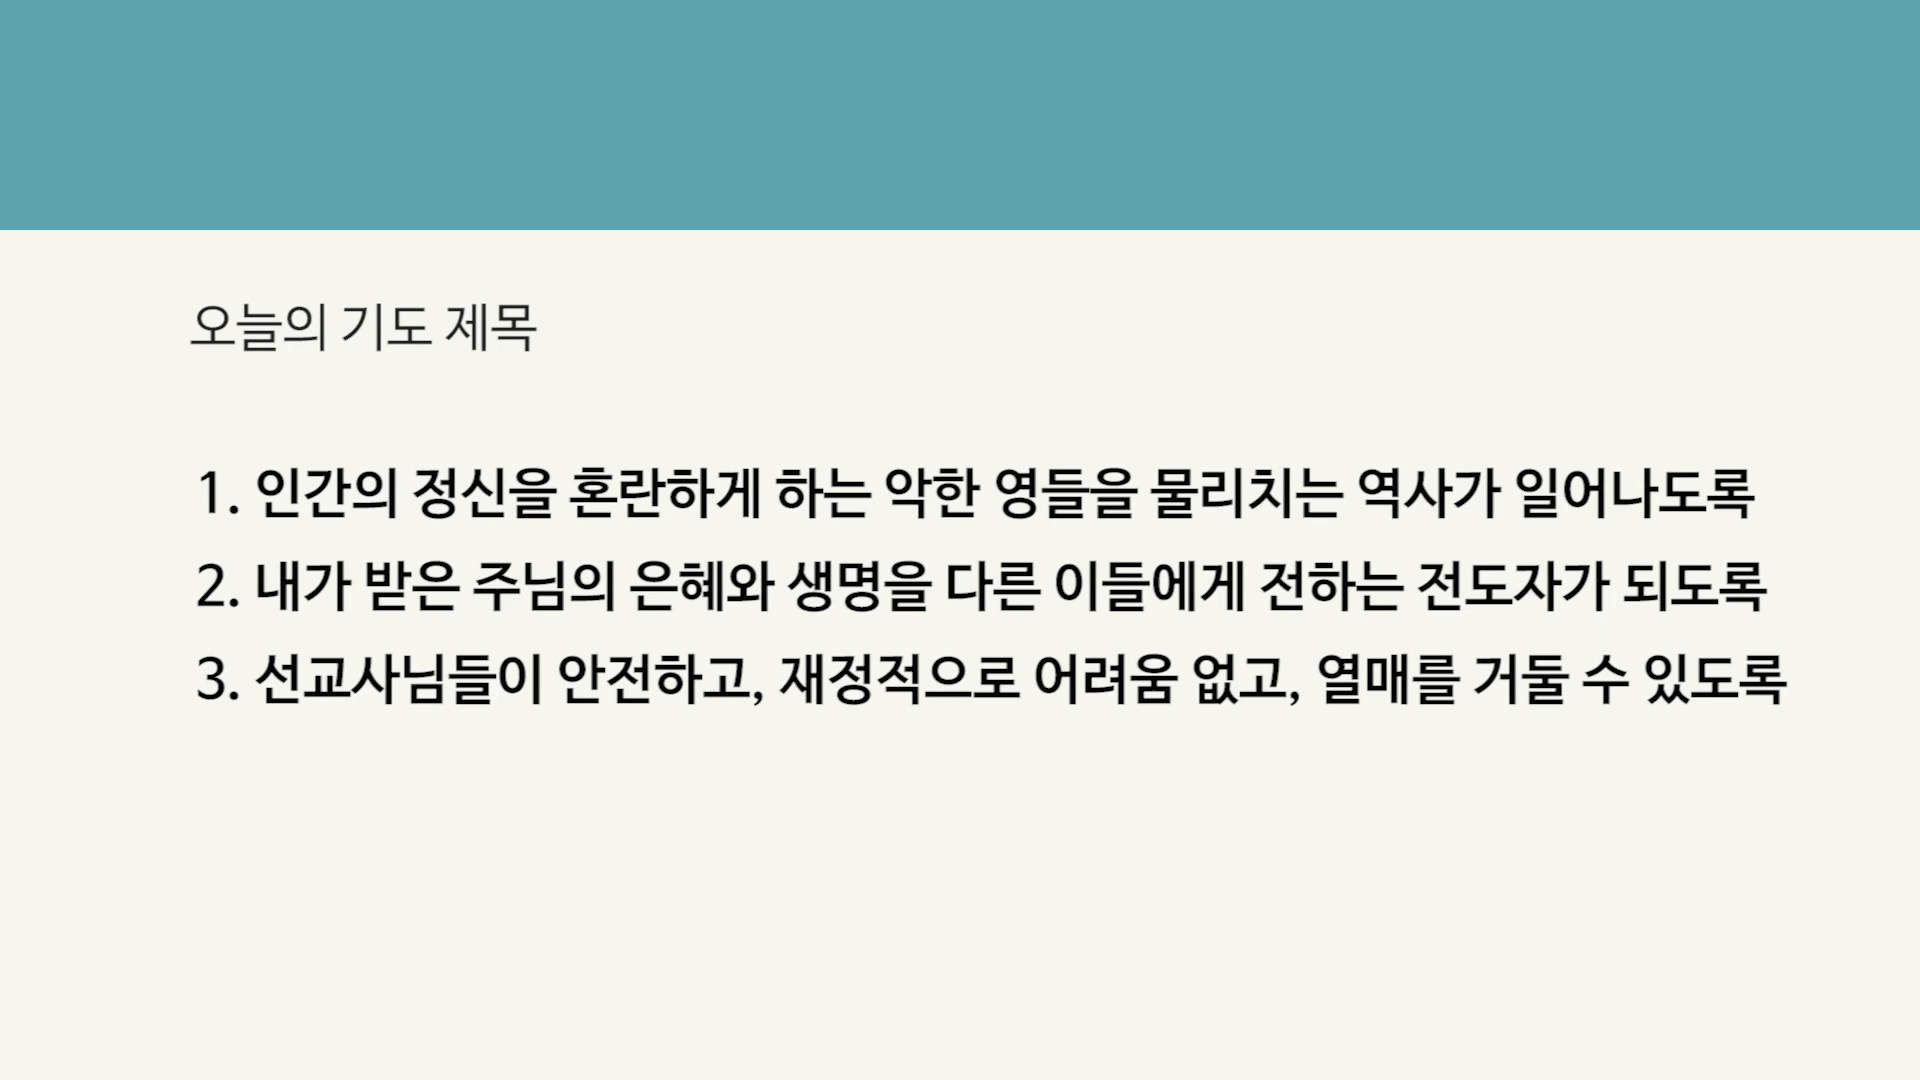 오늘의 기도 제목
1. 인간의 정신을 혼란하게 하는 악한 영들을 물리치는 역사가 일어나도록
2. 내가 받은 주님의 은혜와 생명을 다른 이들에게 전하는 전도자가 되도록
3. 선교사님들이 안전하고, 재정적으로 어려움 없고, 열매를 거둘 수 있도록